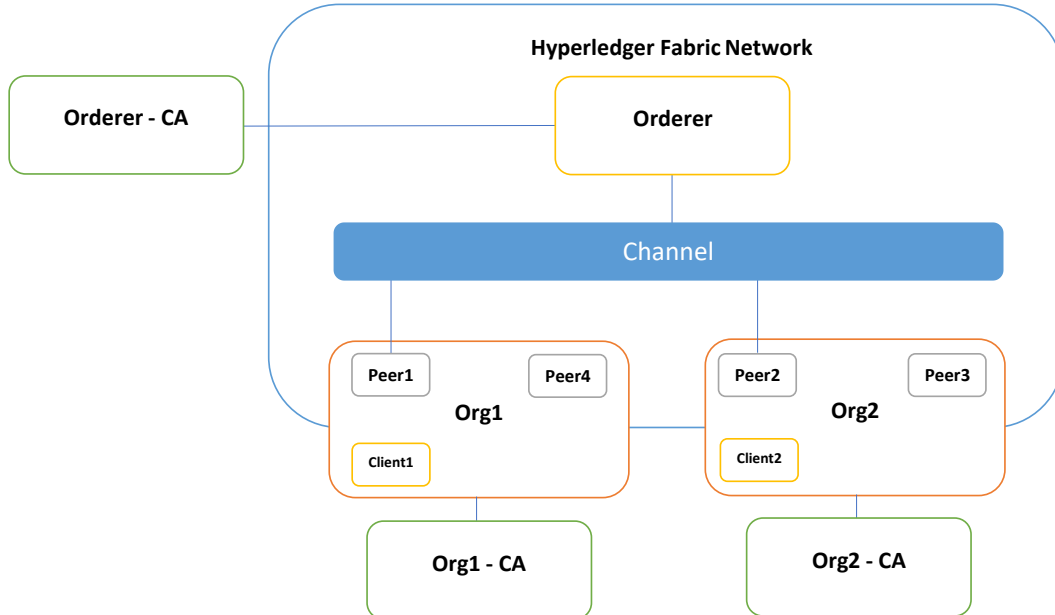 Hyperledger Fabric Network
Orderer - CA
Orderer
Channel
Peer1
Peer4
Org1
Client1
Peer2
Peer3
Org2
Client2
Org1 - CA
Org2 - CA